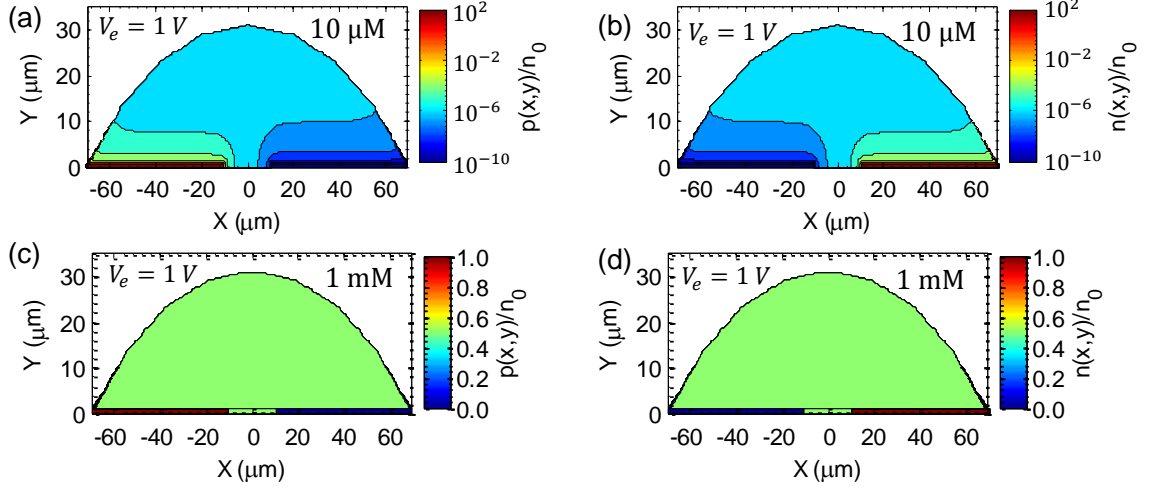 (a)
V_e = 1 V
10 μM
30
20
10
0
Y (μm)
-60 -40 -20 0 20 40 60
X (μm)
10^2
10^-2
10^-6
10^-10
p(x,y)/n_0
(b)
V_e = 1 V
10 μM
30
20
10
0
Y (μm)
-60 -40 -20 0 20 40 60
X (μm)
10^2
10^-2
10^-6
10^-10
n(x,y)/n_0
(c)
V_e = 1 V
1 mM
30
20
10
0
Y (μm)
-60 -40 -20 0 20 40 60
X (μm)
1.0
0.8
0.6
0.4
0.2
0.0
p(x,y)/n_0
(d)
V_e = 1 V
1 mM
30
20
10
0
Y (μm)
-60 -40 -20 0 20 40 60
X (μm)
1.0
0.8
0.6
0.4
0.2
0.0
n(x,y)/n_0